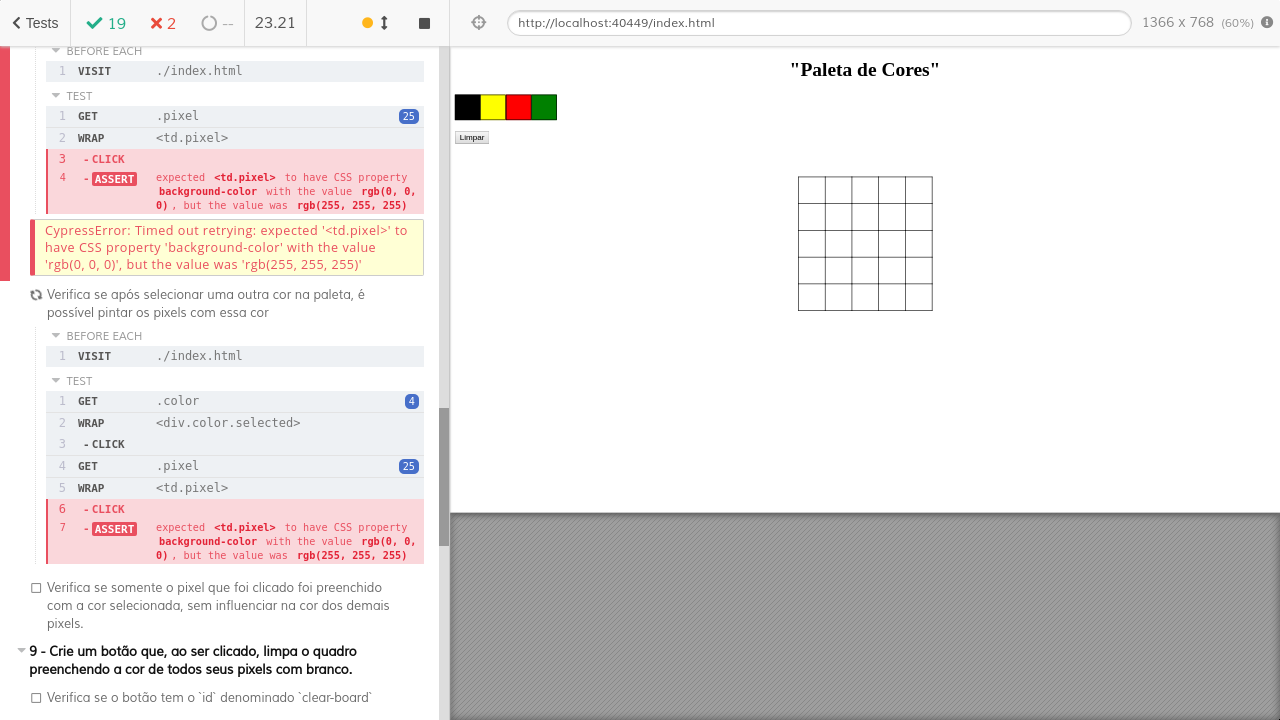 Tests 19 2 -- 23.21 http://localhost:40449/index.html 1366 x 768 (60%)
BEFORE EACH
1 VISIT ./index.html
TEST
1 GET .pixel 25
2 WRAP <td.pixel>
3 - CLICK
4 - ASSERT expected <td.pixel> to have CSS property
background-color with the value rgb(0, 0,
0) , but the value was rgb(255, 255, 255)
CypressError: Timed out retrying: expected '<td.pixel>' to
have CSS property 'background-color' with the value
'rgb(0, 0, 0)', but the value was 'rgb(255, 255, 255)'
Verifica se após selecionar uma outra cor na paleta, é
possível pintar os pixels com essa cor
BEFORE EACH
1 VISIT ./index.html
TEST
1 GET .color 4
2 WRAP <div.color.selected>
3 - CLICK
4 GET .pixel 25
5 WRAP <td.pixel>
6 - CLICK
7 - ASSERT expected <td.pixel> to have CSS property
background-color with the value rgb(0, 0,
0) , but the value was rgb(255, 255, 255)
Verifica se somente o pixel que foi clicado foi preenchido
com a cor selecionada, sem influenciar na cor dos demais
pixels.
9 - Crie um botão que, ao ser clicado, limpa o quadro
preenchendo a cor de todos seus pixels com branco.
Verifica se o botão tem o `id` denominado `clear-board`
"Paleta de Cores"
Limpar